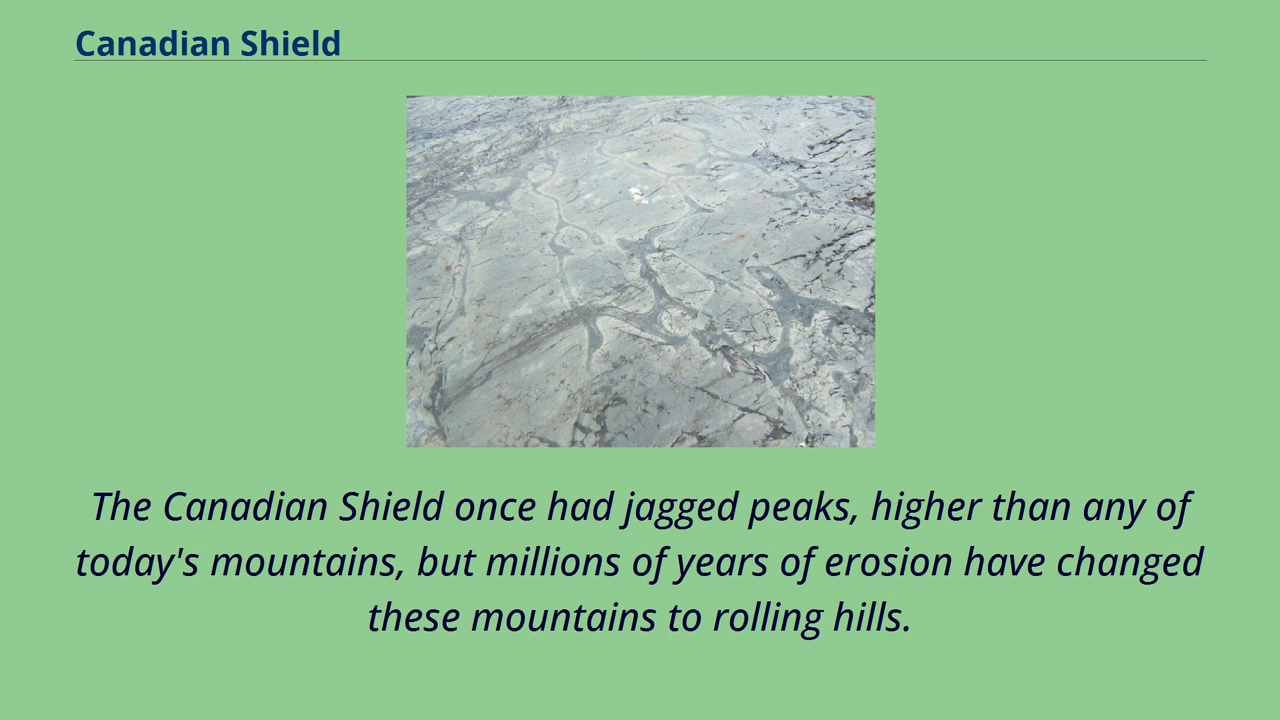 Canadian Shield
The Canadian Shield once had jagged peaks, higher than any of
today's mountains, but millions of years of erosion have changed
these mountains to rolling hills.